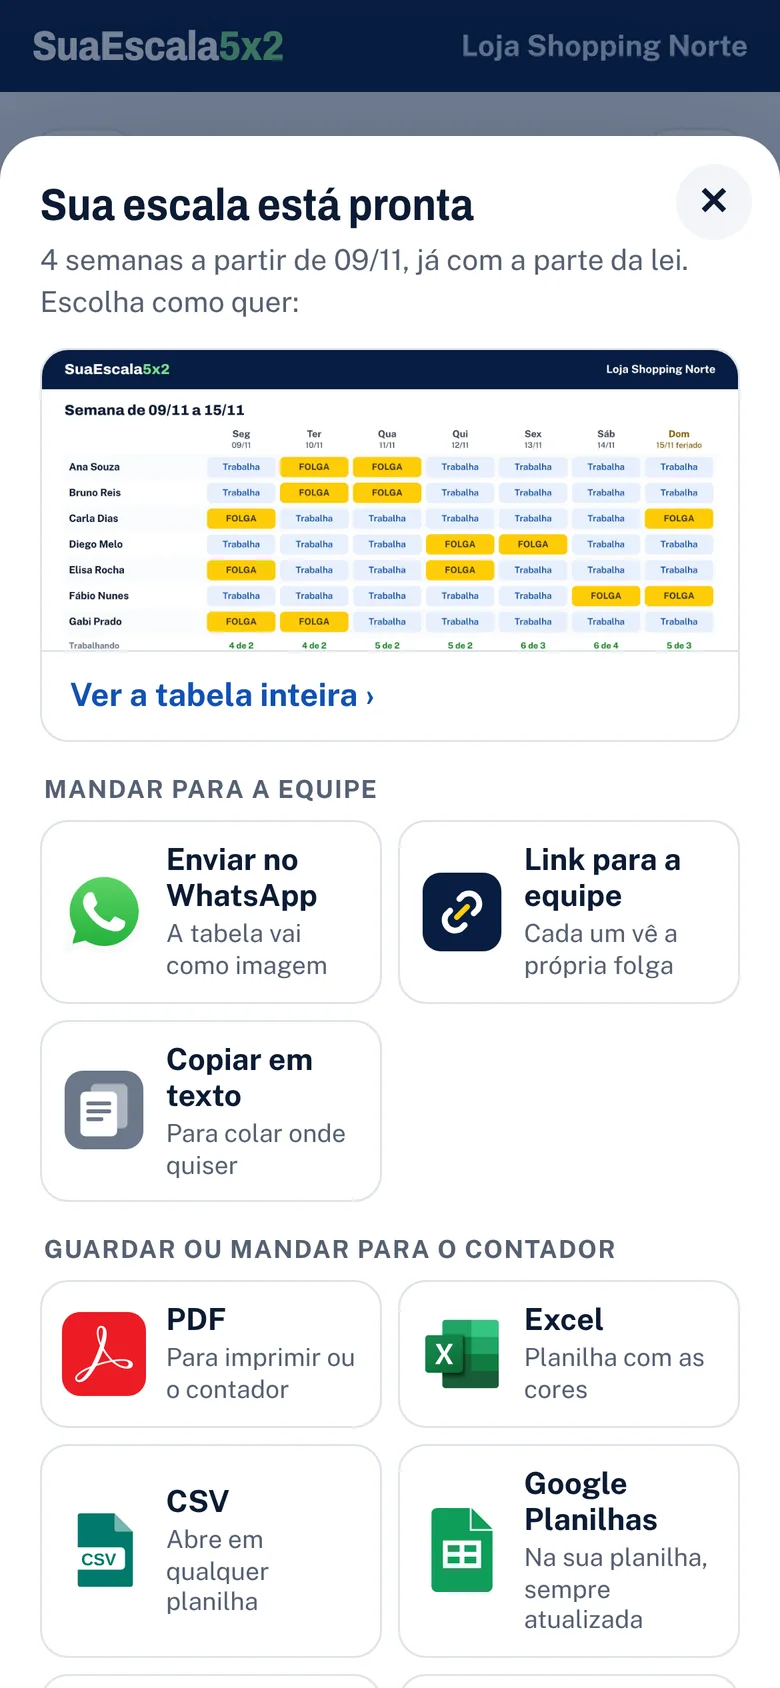 SuaEscala5x2 Loja Shopping Norte
Sua escala está pronta
4 semanas a partir de 09/11, já com a parte da lei.
Escolha como quer:
SuaEscala5x2 Loja Shopping Norte
Semana de 09/11 a 15/11
Seg Ter Qua Qui Sex Sáb Dom
09/11 10/11 11/11 12/11 13/11 14/11 15/11 feriado
Ana Souza Trabalha FOLGA FOLGA Trabalha Trabalha Trabalha Trabalha
Bruno Reis Trabalha FOLGA FOLGA Trabalha Trabalha Trabalha Trabalha
Carla Dias FOLGA Trabalha Trabalha Trabalha Trabalha Trabalha FOLGA
Diego Melo Trabalha Trabalha Trabalha FOLGA FOLGA Trabalha Trabalha
Elisa Rocha FOLGA Trabalha Trabalha FOLGA Trabalha Trabalha Trabalha
Fábio Nunes Trabalha Trabalha Trabalha Trabalha Trabalha FOLGA FOLGA
Gabi Prado FOLGA FOLGA Trabalha Trabalha Trabalha Trabalha Trabalha
Trabalhando 4 de 2 4 de 2 5 de 2 5 de 2 6 de 3 6 de 4 5 de 3
Ver a tabela inteira ›
MANDAR PARA A EQUIPE
Enviar no
WhatsApp
A tabela vai
como imagem
Link para a
equipe
Cada um vê a
própria folga
Copiar em
texto
Para colar onde
quiser
GUARDAR OU MANDAR PARA O CONTADOR
PDF
Para imprimir ou
o contador
X
Excel
Planilha com as
cores
CSV
CSV
Abre em
qualquer
planilha
Google
Planilhas
Na sua planilha,
sempre
atualizada